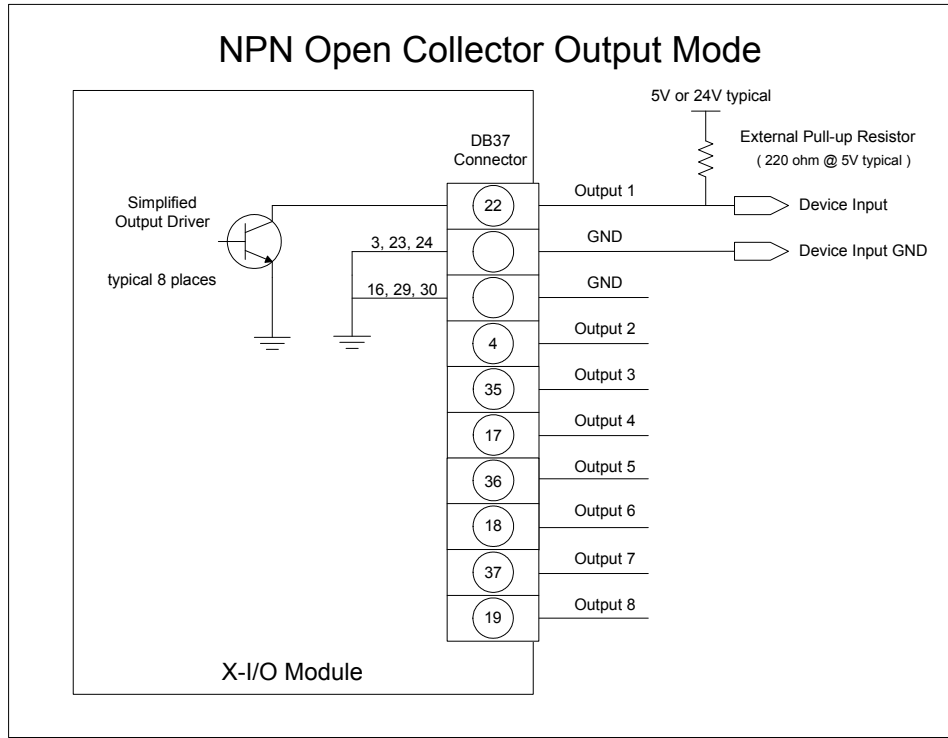 NPN Open Collector Output Mode
5V or 24V typical
DB37
Connector
External Pull-up Resistor
( 220 ohm @ 5V typical )
Simplified
Output Driver
typical 8 places
22
Output 1
Device Input
3, 23, 24
GND
Device Input GND
16, 29, 30
GND
4
Output 2
35
Output 3
17
Output 4
36
Output 5
18
Output 6
37
Output 7
19
Output 8
X-I/O Module